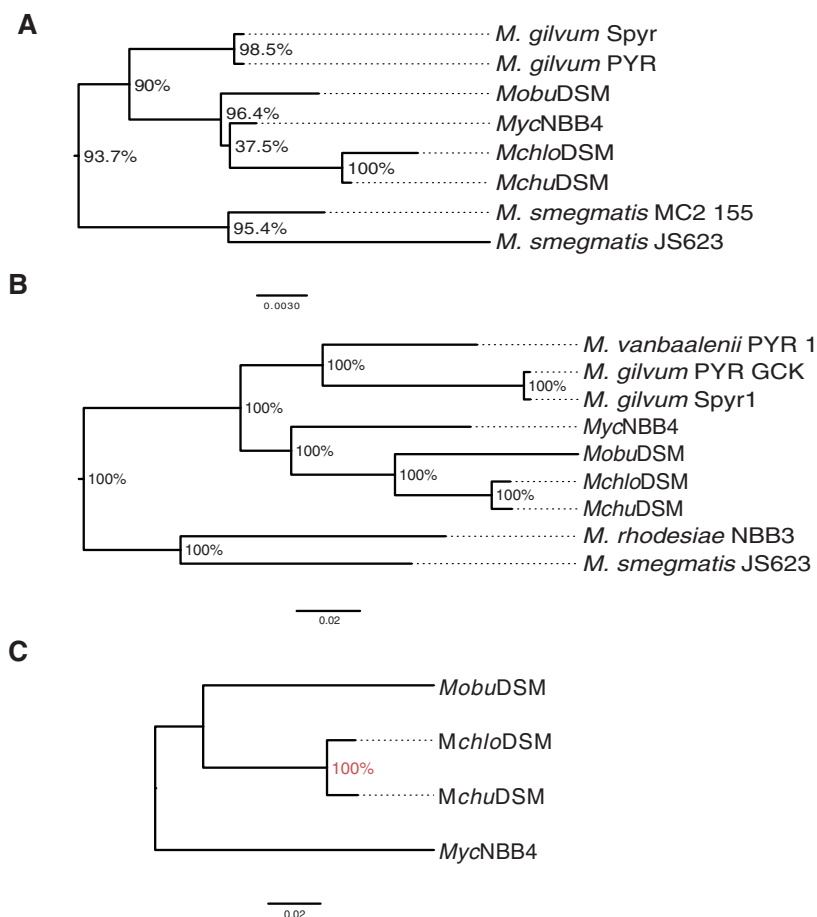 A
M. gilvum Spyr
98.5%
M. gilvum PYR
90%
MobuDSM
96.4%
MycNBB4
37.5%
93.7%
MchloDSM
100%
MchuDSM
M. smegmatis MC2 155
95.4%
M. smegmatis JS623
0.0030
B
M. vanbaalenii PYR 1
100%
M. gilvum PYR GCK
100%
M. gilvum Spyr1
100%
MycNBB4
100%
MobuDSM
100%
100%
MchloDSM
100%
MchuDSM
M. rhodesiae NBB3
100%
M. smegmatis JS623
0.02
C
MobuDSM
MchloDSM
100%
MchuDSM
MycNBB4
0.02